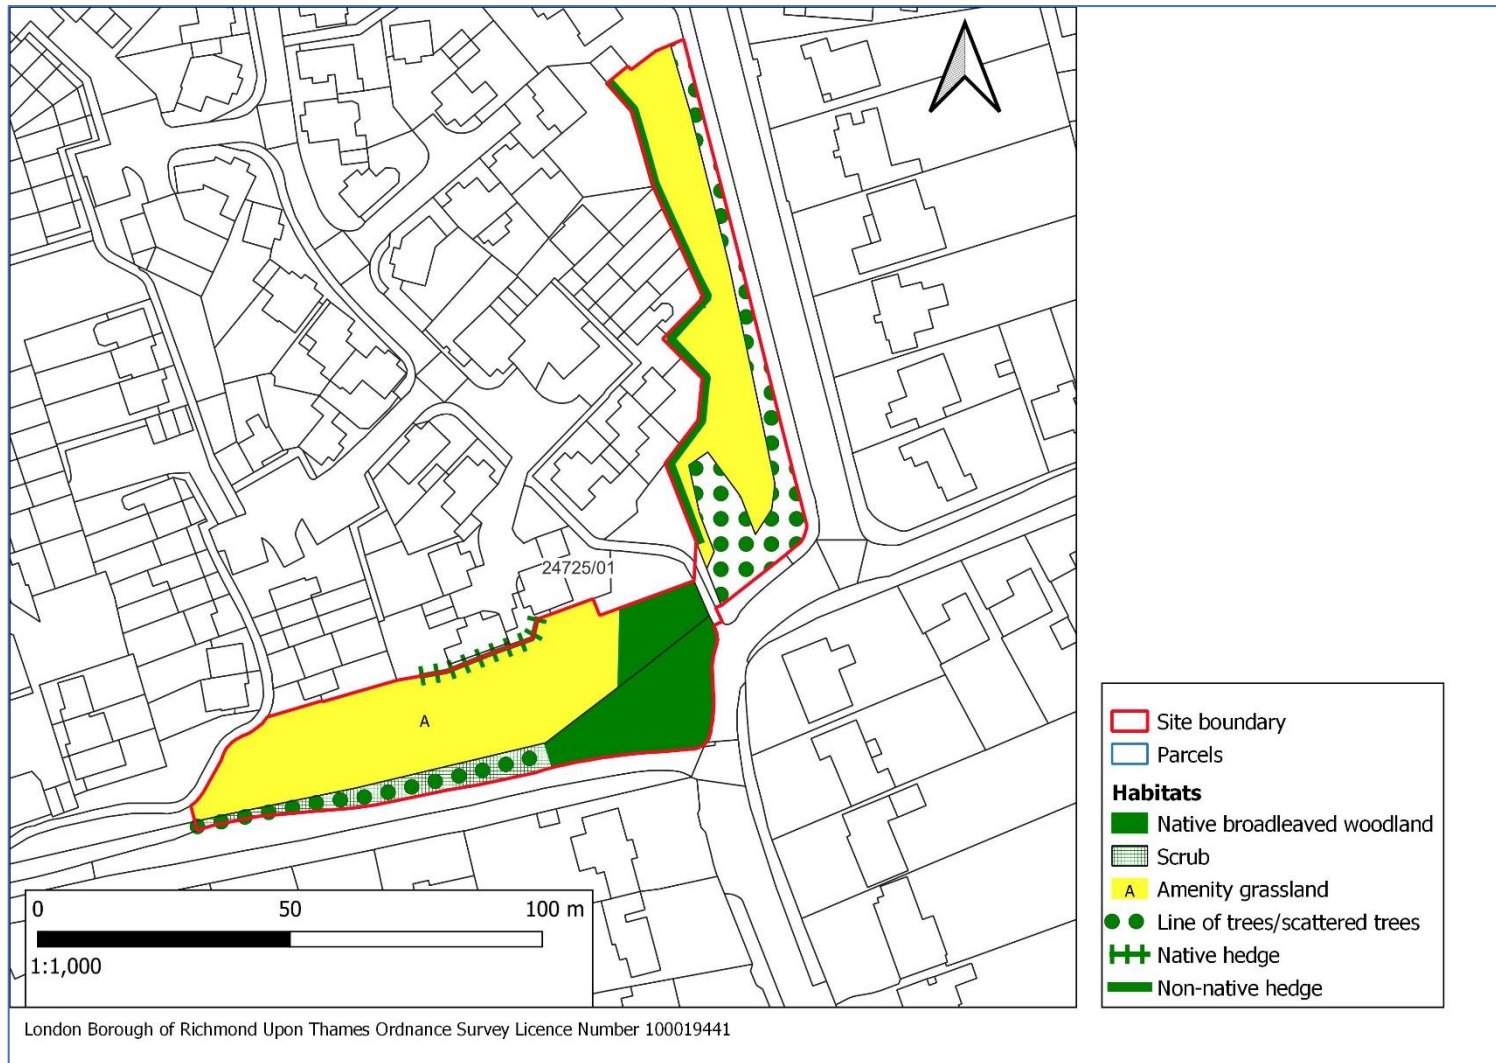 24725/01
A
0 50 100 m
1:1,000
Site boundary
Parcels
Habitats
Native broadleaved woodland
Scrub
A Amenity grassland
Line of trees/scattered trees
Native hedge
Non-native hedge
London Borough of Richmond Upon Thames Ordnance Survey Licence Number 100019441